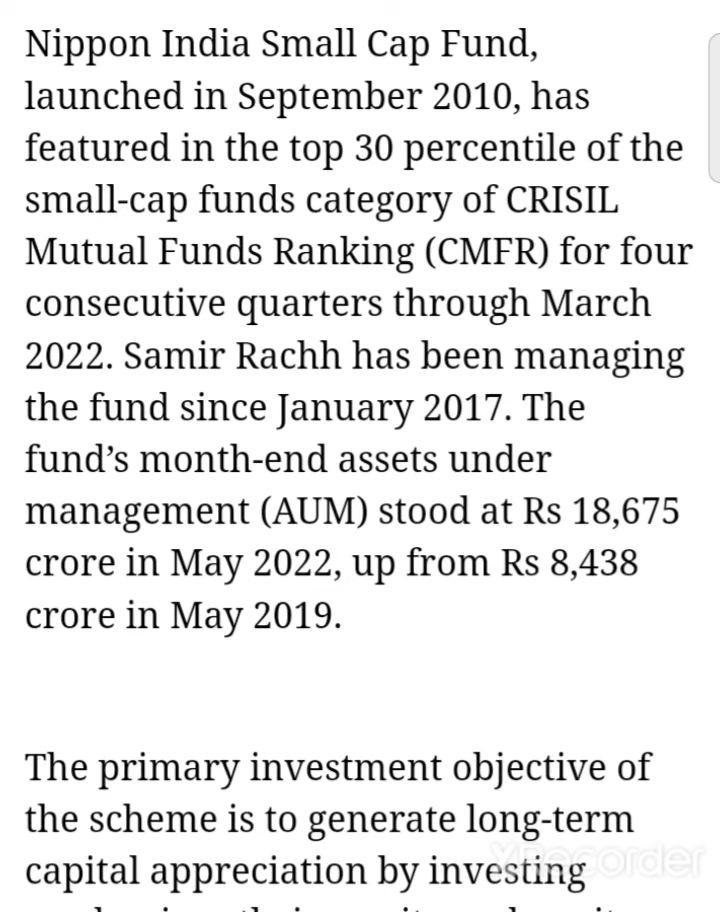 Nippon India Small Cap Fund,
launched in September 2010, has
featured in the top 30 percentile of the
small-cap funds category of CRISIL
Mutual Funds Ranking (CMFR) for four
consecutive quarters through March
2022. Samir Rachh has been managing
the fund since January 2017. The
fund’s month-end assets under
management (AUM) stood at Rs 18,675
crore in May 2022, up from Rs 8,438
crore in May 2019.
The primary investment objective of
the scheme is to generate long-term
capital appreciation by investing
XRecorder